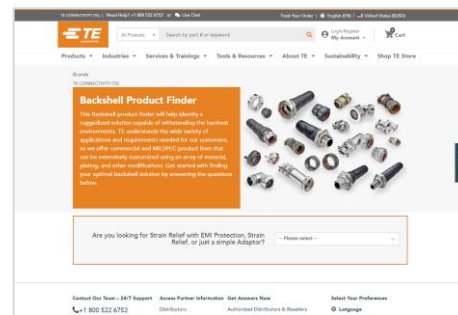 TE CONNECTIVITY (TE) | Need Help? +1 800 522 6752 or Live Chat
Track Your Order | English (EN) | United States ($USD)
TE
All Products Search by part # or keyword
Login/Register
My Account
Cart
Products Industries Services & Trainings Tools & Resources About TE Sustainability Shop TE Store
Brands
TE CONNECTIVITY (TE)
Backshell Product Finder
This Backshell product finder will help identify a
ruggedized solution capable of withstanding the harshest
environments. TE understands the wide variety of
applications and requirements needed for our customers,
so we offer commercial and MILSPEC product lines that
can be extensively customized using an array of material,
plating, and other modifications. Get started with finding
your optimal backshell solution by answering the questions
below.
Are you looking for Strain Relief with EMI Protection, Strain
Relief, or just a simple Adaptor?
-- Please select --
Contact Our Team - 24/7 Support Access Partner Information Get Answers Now Select Your Preferences
+1 800 522 6752 Distributors Authorized Distributors & Resellers Language